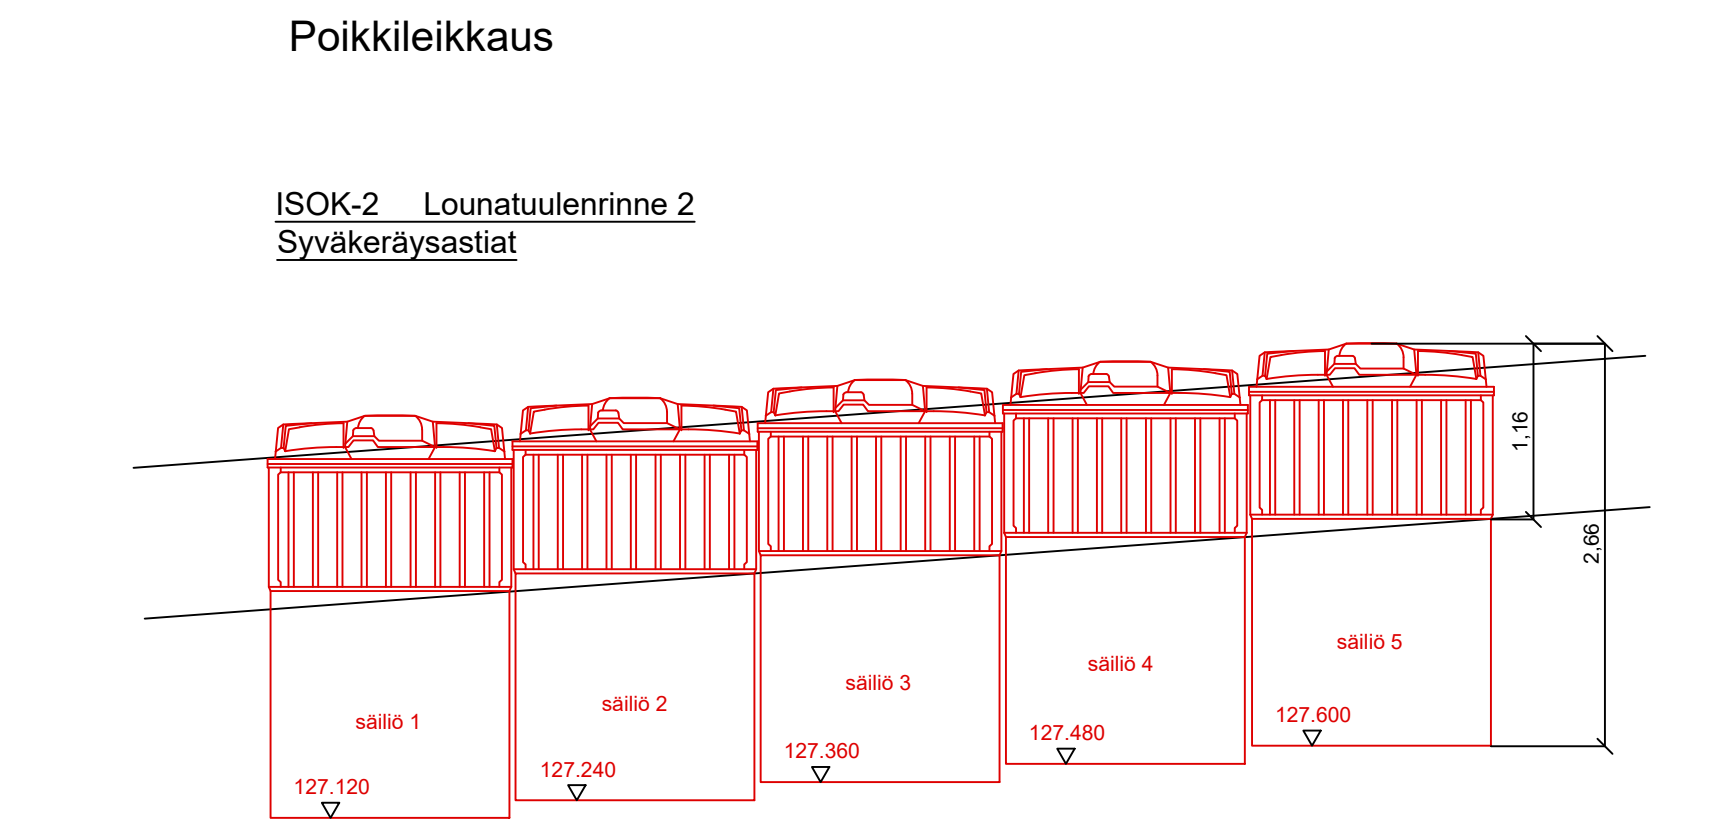 Poikkileikkaus
ISOK-2 Lounatuulenrinne 2
Syväkeräysastiat
1,16
2,66
säiliö 1
säiliö 2
säiliö 3
säiliö 4
säiliö 5
127.120
127.240
127.360
127.480
127.600